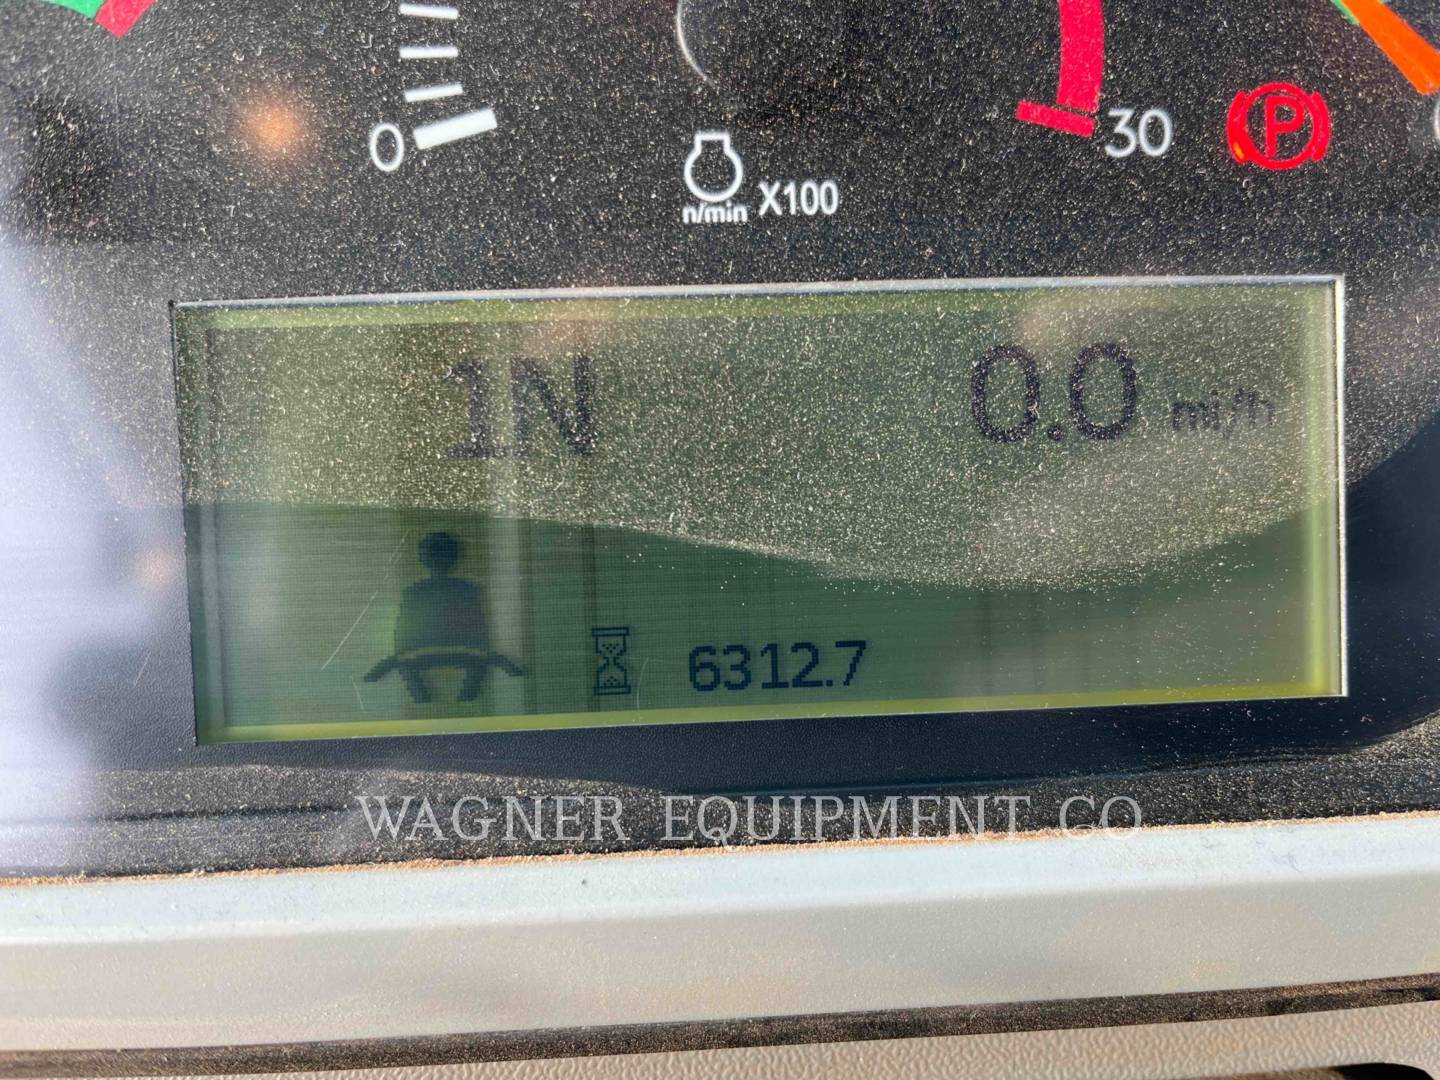 0
30
P
n/min X100
1N
0.0 mi/h
6312.7
WAGNER EQUIPMENT CO